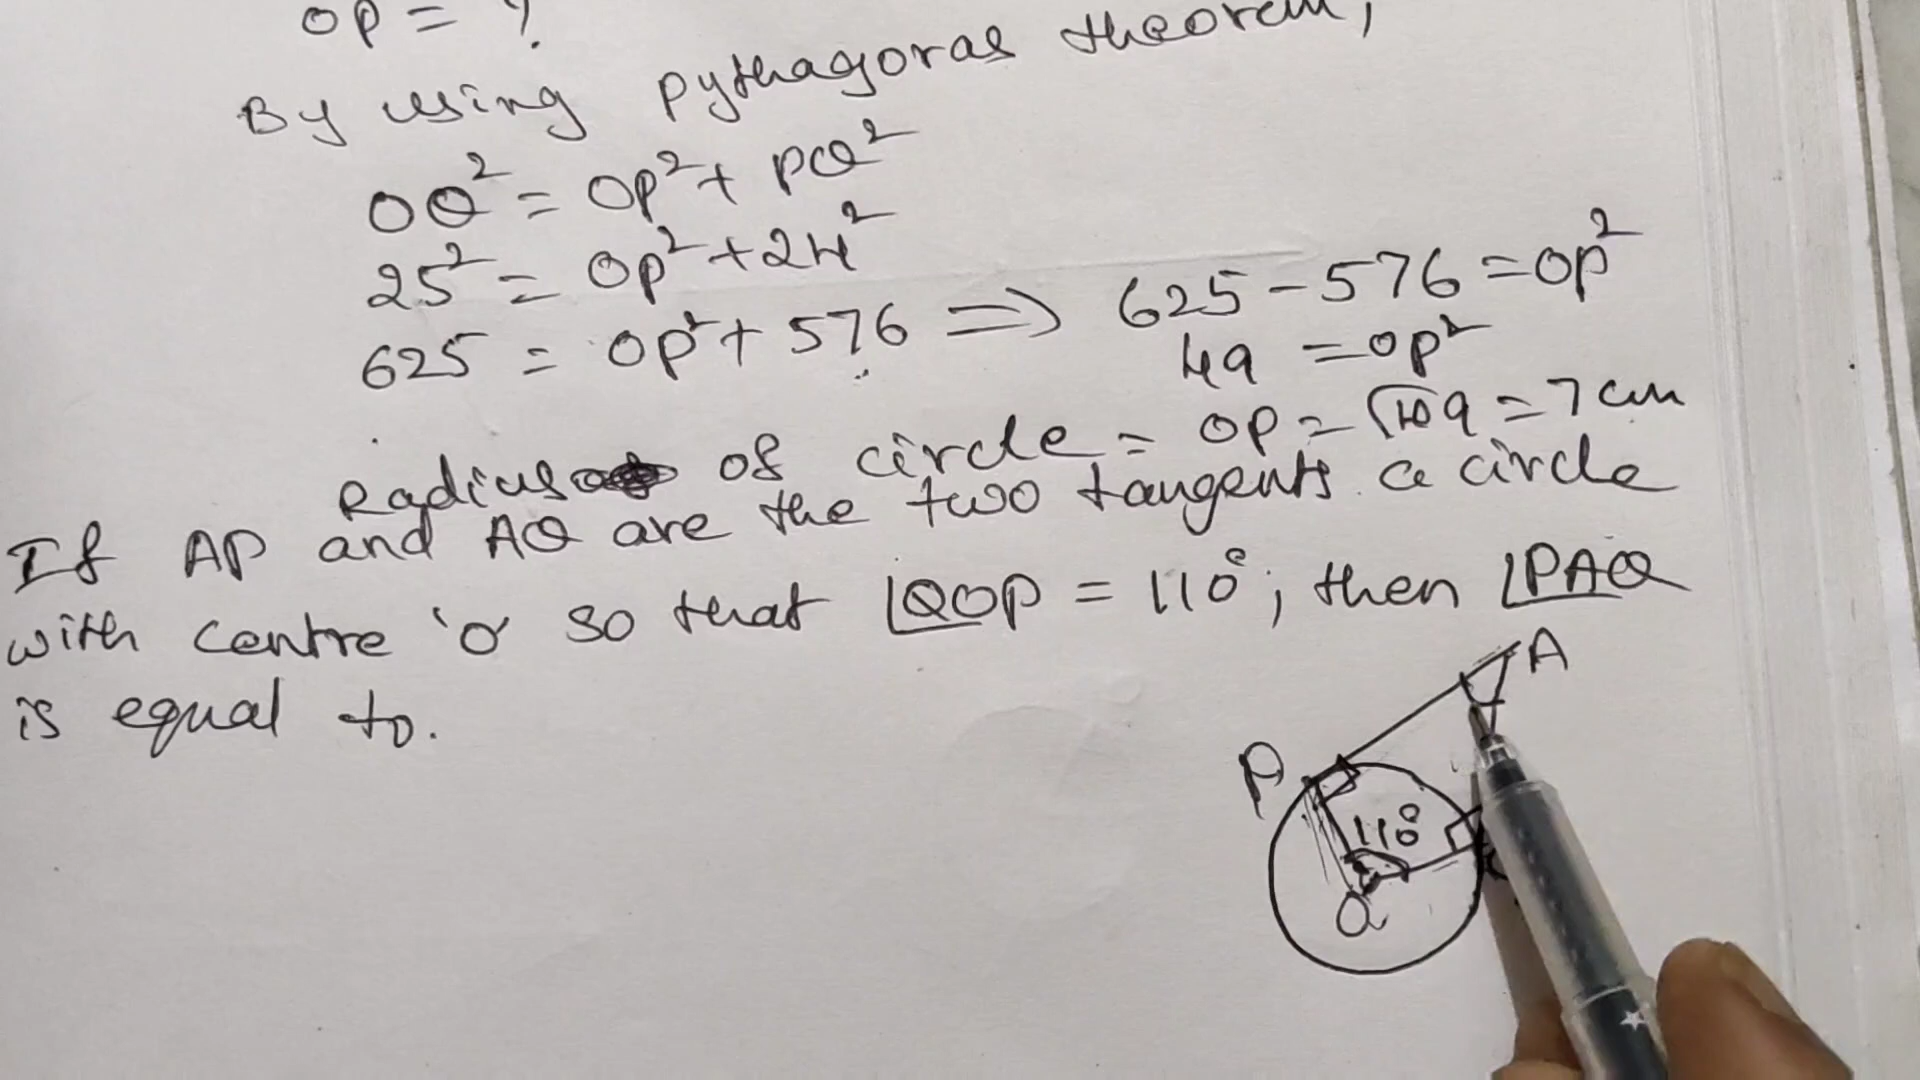 OP = ?
By using pythagoras theorem,
OQ² = OP² + PQ²
25² = OP² + 24²
625 = OP² + 576 ⇒ 625 - 576 = OP²
49 = OP²
Radius of circle = OP = √49 = 7 cm
If AP and AQ are the two tangents a circle
with centre 'O' so that ∠QOP = 110°, then ∠PAQ
is equal to.
A
P
110°
O